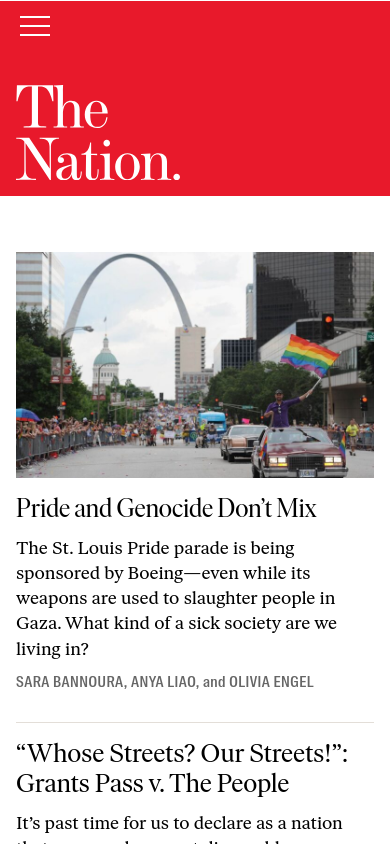 The
Nation.
Pride and Genocide Don’t Mix
The St. Louis Pride parade is being
sponsored by Boeing—even while its
weapons are used to slaughter people in
Gaza. What kind of a sick society are we
living in?
SARA BANNOURA, ANYA LIAO, and OLIVIA ENGEL
“Whose Streets? Our Streets!”:
Grants Pass v. The People
It’s past time for us to declare as a nation